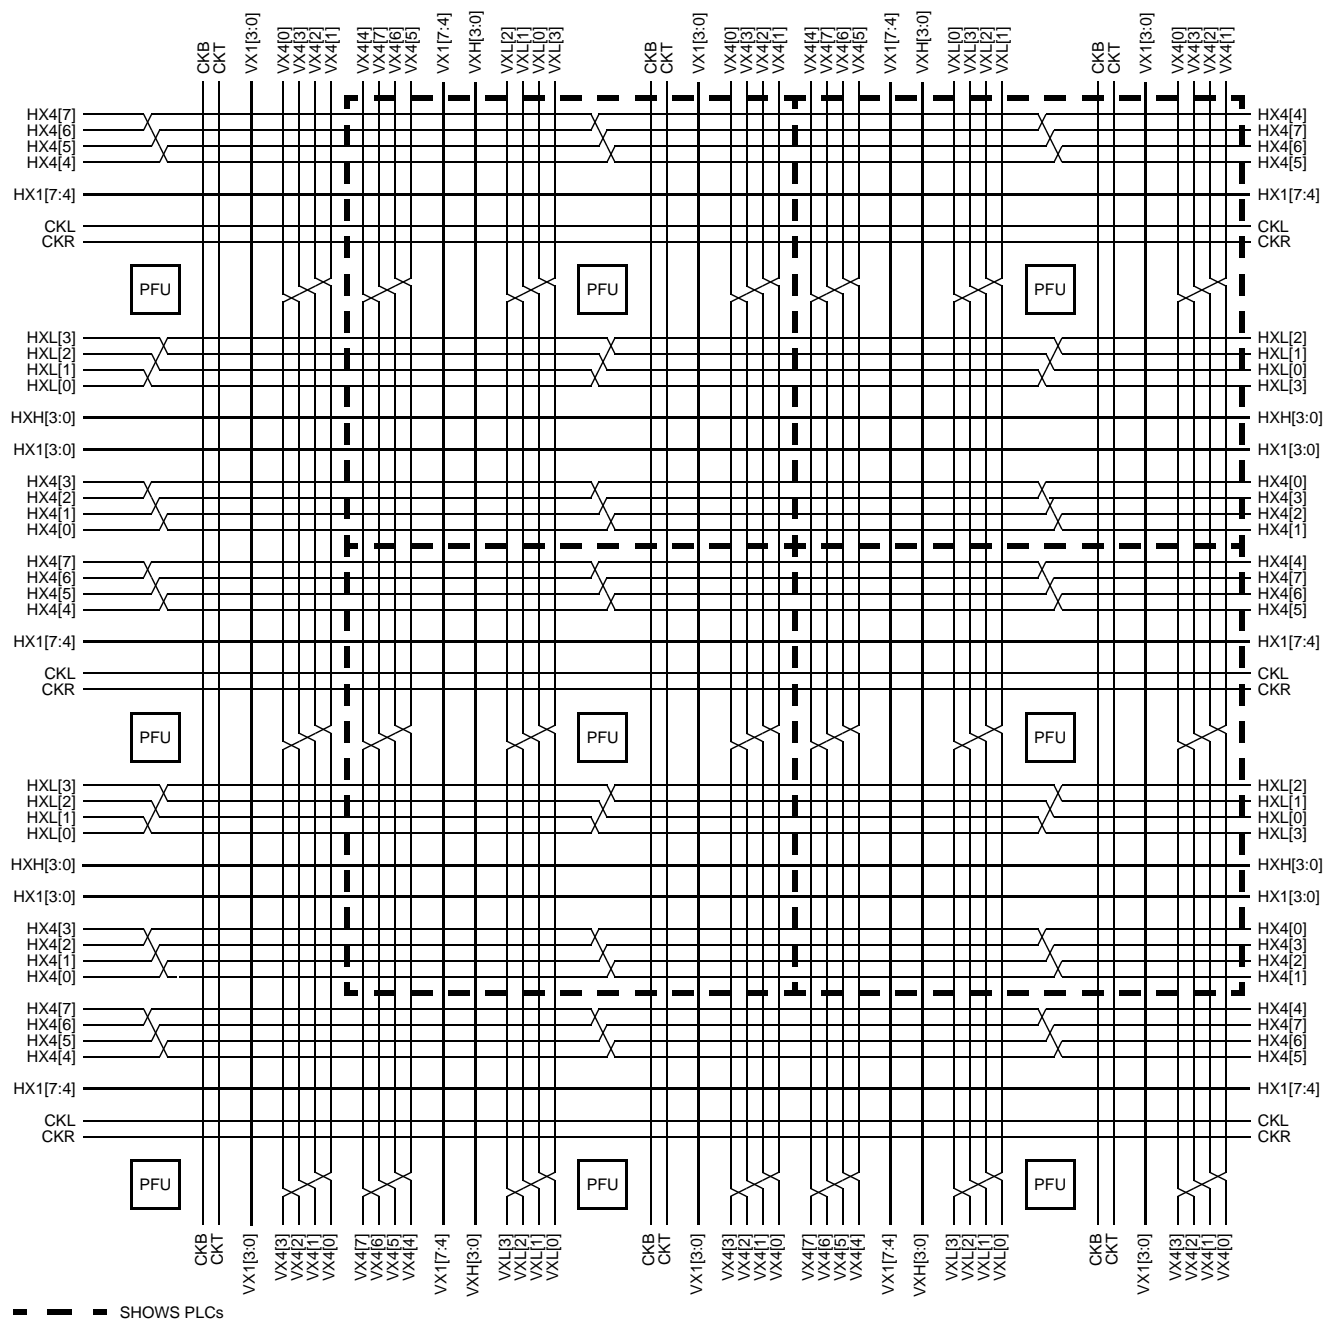 CKB
CKT
VX1[3:0]
VX4[0]
VX4[3]
VX4[2]
VX4[1]
VX4[4]
VX4[7]
VX4[6]
VX4[5]
VX1[7:4]
VXH[3:0]
VXL[2]
VXL[1]
VXL[0]
VXL[3]
CKB
CKT
VX1[3:0]
VX4[0]
VX4[3]
VX4[2]
VX4[1]
VX4[4]
VX4[7]
VX4[6]
VX4[5]
VX1[7:4]
VXH[3:0]
VXL[0]
VXL[3]
VXL[2]
VXL[1]
CKB
CKT
VX1[3:0]
VX4[0]
VX4[3]
VX4[2]
VX4[1]
HX4[7] HX4[4]
HX4[6] HX4[7]
HX4[5] HX4[6]
HX4[4] HX4[5]
HX1[7:4] HX1[7:4]
CKL CKL
CKR CKR
PFU PFU PFU
HXL[3] HXL[2]
HXL[2] HXL[1]
HXL[1] HXL[0]
HXL[0] HXL[3]
HXH[3:0] HXH[3:0]
HX1[3:0] HX1[3:0]
HX4[3] HX4[0]
HX4[2] HX4[3]
HX4[1] HX4[2]
HX4[0] HX4[1]
HX4[7] HX4[4]
HX4[6] HX4[7]
HX4[5] HX4[6]
HX4[4] HX4[5]
HX1[7:4] HX1[7:4]
CKL CKL
CKR CKR
PFU PFU PFU
HXL[3] HXL[2]
HXL[2] HXL[1]
HXL[1] HXL[0]
HXL[0] HXL[3]
HXH[3:0] HXH[3:0]
HX1[3:0] HX1[3:0]
HX4[3] HX4[0]
HX4[2] HX4[3]
HX4[1] HX4[2]
HX4[0] HX4[1]
HX4[7] HX4[4]
HX4[6] HX4[7]
HX4[5] HX4[6]
HX4[4] HX4[5]
HX1[7:4] HX1[7:4]
CKL CKL
CKR CKR
PFU PFU PFU
CKB
CKT
VX1[3:0]
VX4[3]
VX4[2]
VX4[1]
VX4[0]
VX4[7]
VX4[6]
VX4[5]
VX4[4]
VX1[7:4]
VXH[3:0]
VXL[3]
VXL[2]
VXL[1]
VXL[0]
CKB
CKT
VX1[3:0]
VX4[3]
VX4[2]
VX4[1]
VX4[0]
VX4[7]
VX4[6]
VX4[5]
VX4[4]
VX1[7:4]
VXH[3:0]
VXL[3]
VXL[2]
VXL[1]
VXL[0]
CKB
CKT
VX1[3:0]
VX4[3]
VX4[2]
VX4[1]
VX4[0]
SHOWS PLCs